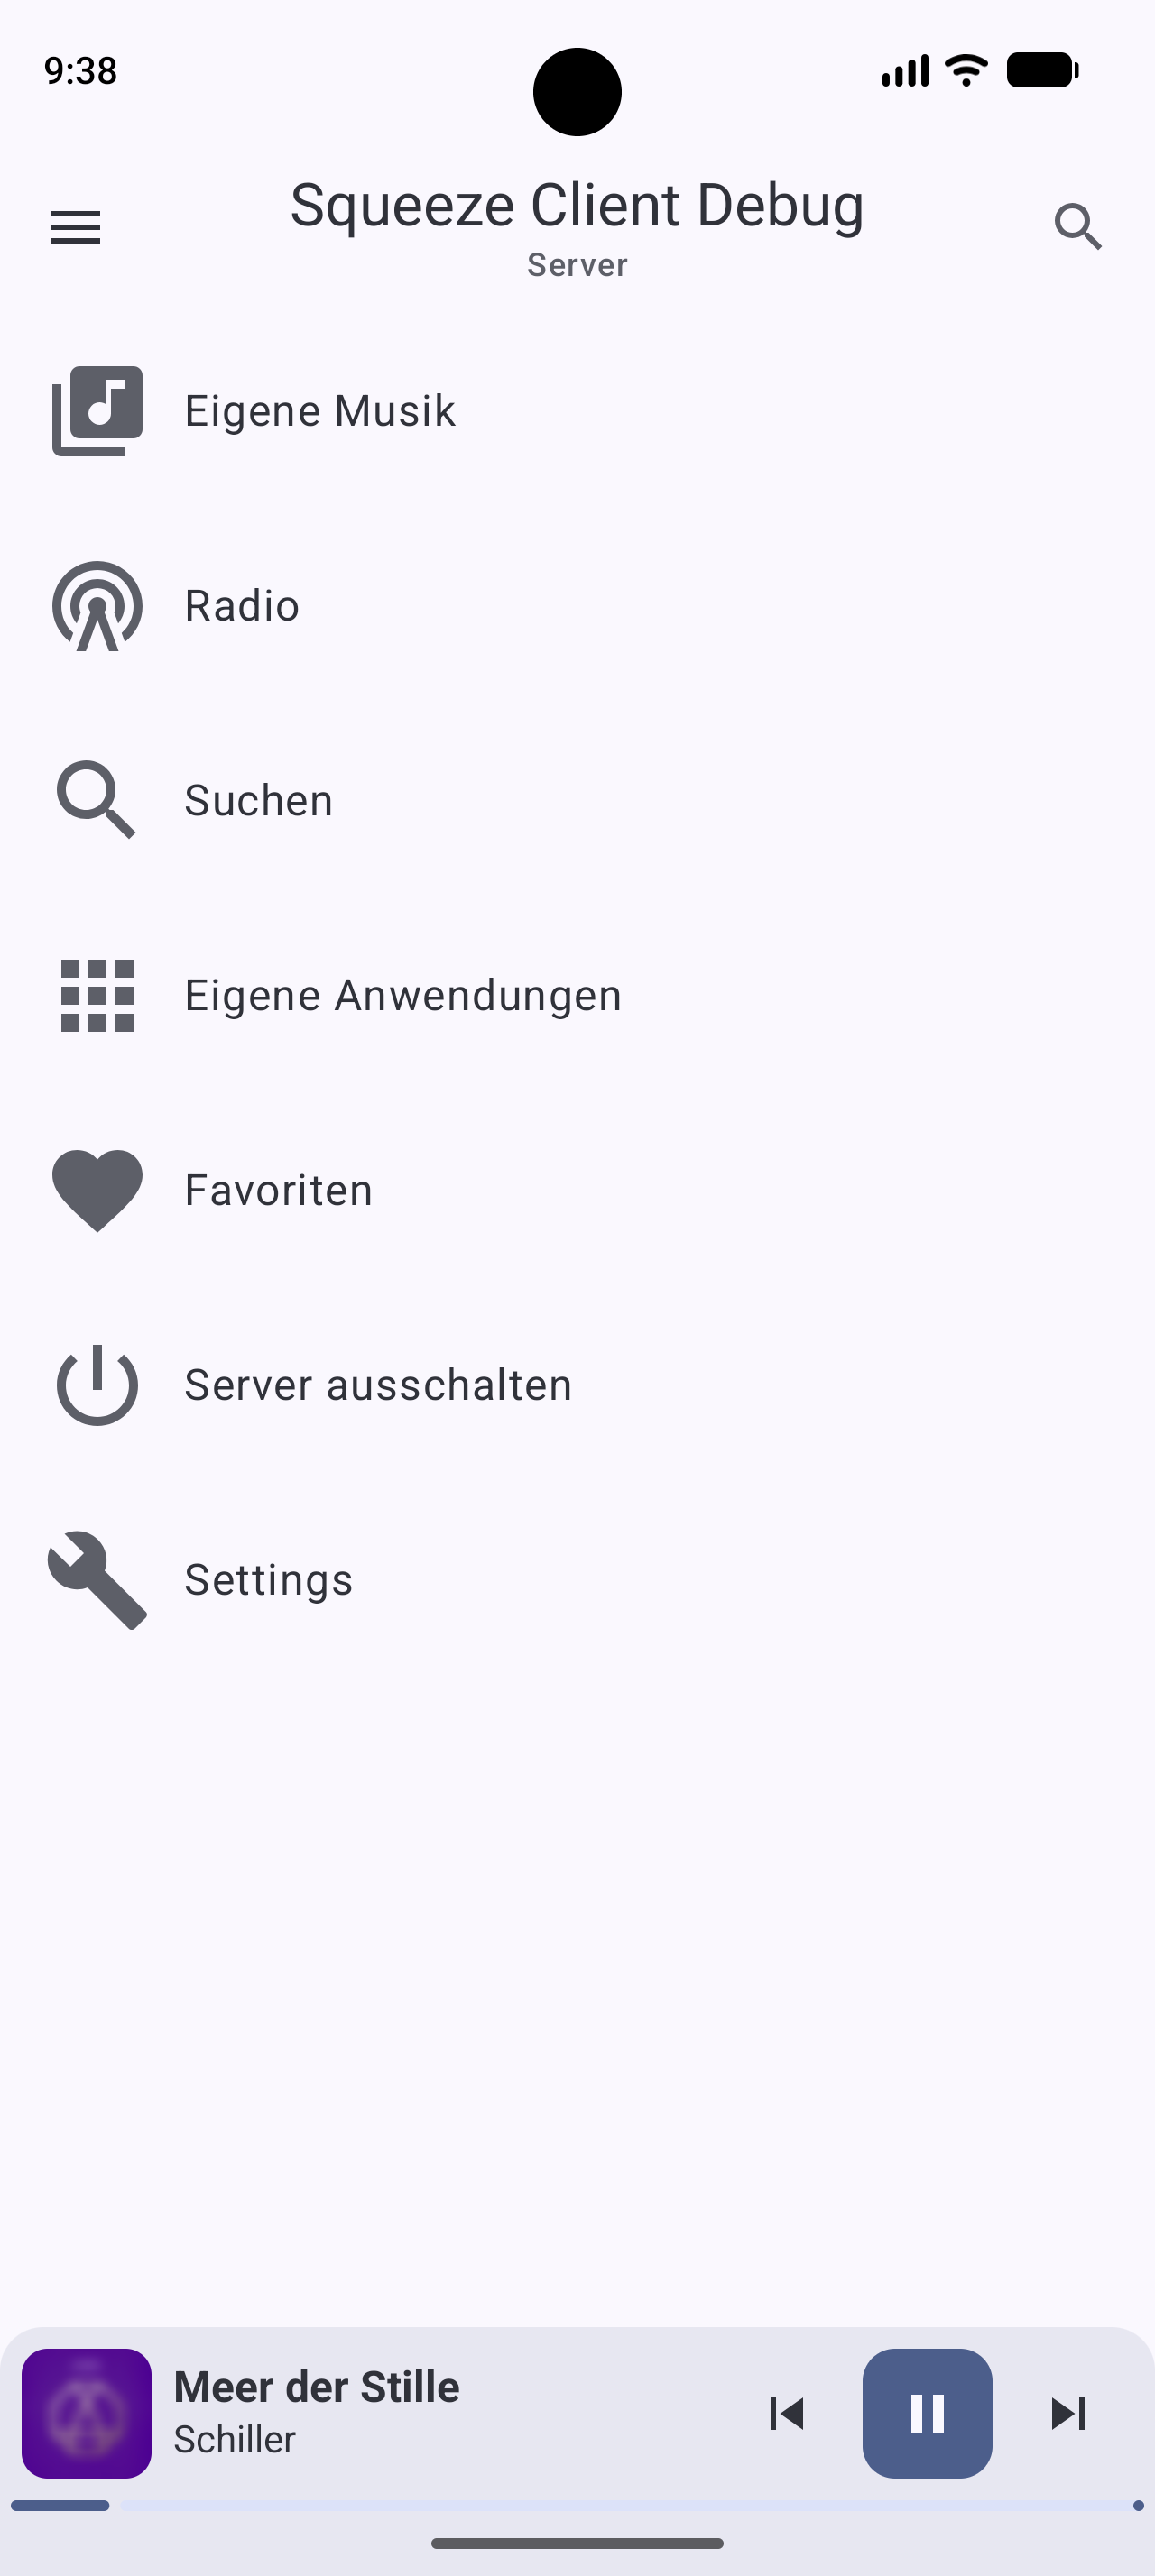 9:38
Squeeze Client Debug
Server
Eigene Musik
Radio
Suchen
Eigene Anwendungen
Favoriten
Server ausschalten
Settings
Meer der Stille
Schiller